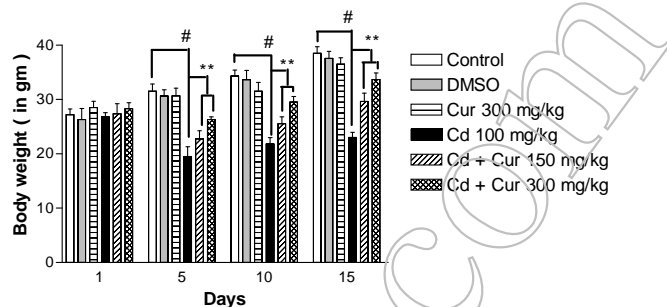 # ** # ** # **
40
30
20
10
0
Body weight ( in gm )
1 5 10 15
Days
Control
DMSO
Cur 300 mg/kg
Cd 100 mg/kg
Cd + Cur 150 mg/kg
Cd + Cur 300 mg/kg
com